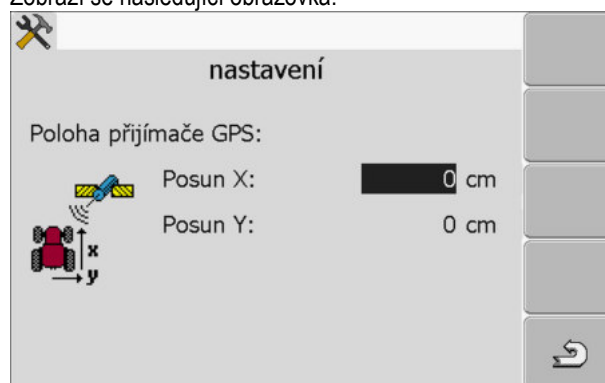 Zobrazí se následující obrazovka:
nastavení
Poloha přijímače GPS:
Posun X: 0 cm
Posun Y: 0 cm
x
y